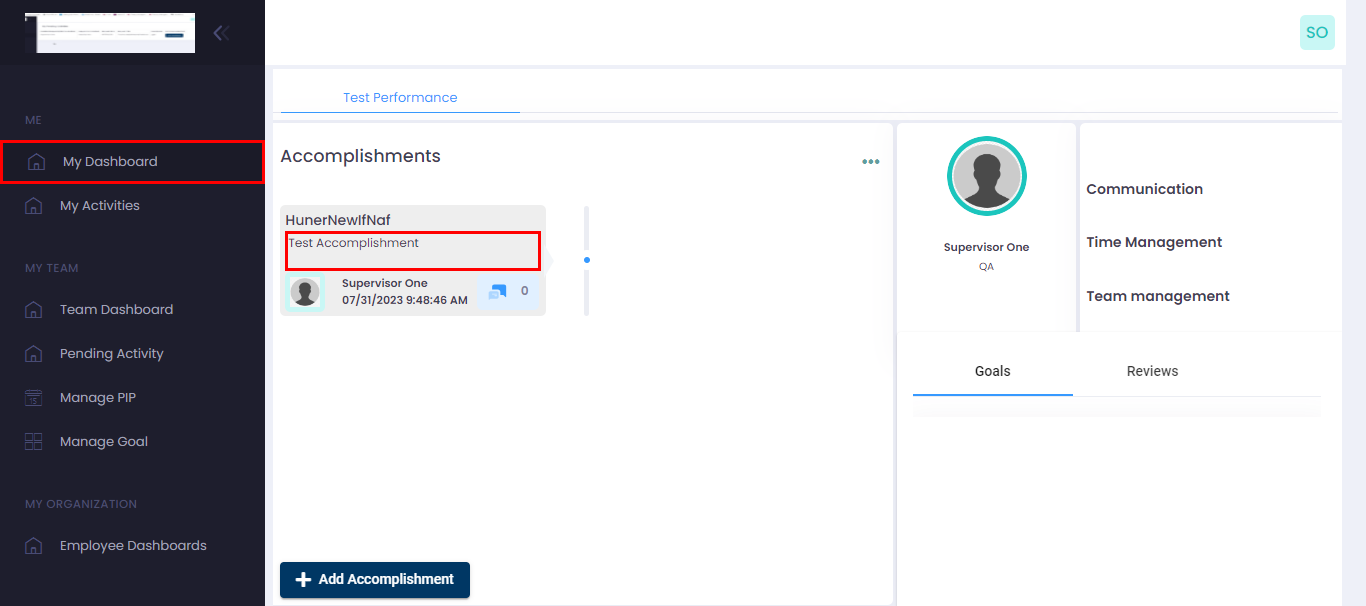 SO
ME
My Dashboard
My Activities
MY TEAM
Team Dashboard
Pending Activity
Manage PIP
Manage Goal
MY ORGANIZATION
Employee Dashboards
Test Performance
Accomplishments
HunerNewIfNaf
Test Accomplishment
Supervisor One
07/31/2023 9:48:46 AM
0
Add Accomplishment
Supervisor One
QA
Communication
Time Management
Team management
Goals
Reviews